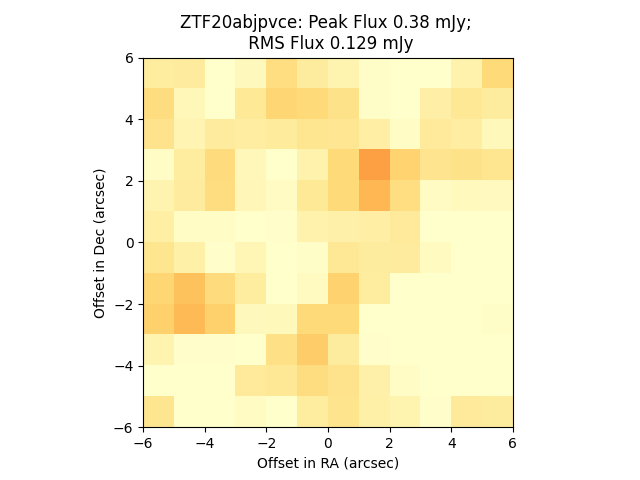 ZTF20abjpvce: Peak Flux 0.38 mJy;
RMS Flux 0.129 mJy
6
4
2
0
−2
−4
−6
Offset in Dec (arcsec)
−6 −4 −2 0 2 4 6
Offset in RA (arcsec)